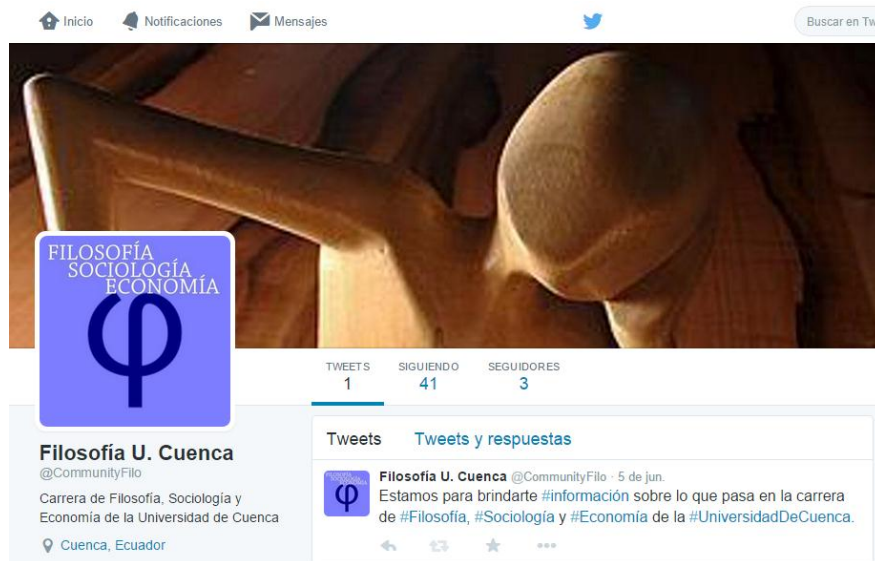 Inicio Notificaciones Mensajes Buscar en Tw
FILOSOFÍA
SOCIOLOGÍA
ECONOMÍA
φ
TWEETS SIGUIENDO SEGUIDORES
1 41 3
Filosofía U. Cuenca
@CommunityFilo
Carrera de Filosofía, Sociología y
Economía de la Universidad de Cuenca
Cuenca, Ecuador
Tweets Tweets y respuestas
FILOSOFÍA
SOCIOLOGÍA
ECONOMÍA
φ
Filosofía U. Cuenca @CommunityFilo · 5 de jun.
Estamos para brindarte #información sobre lo que pasa en la carrera
de #Filosofía, #Sociología y #Economía de la #UniversidadDeCuenca.